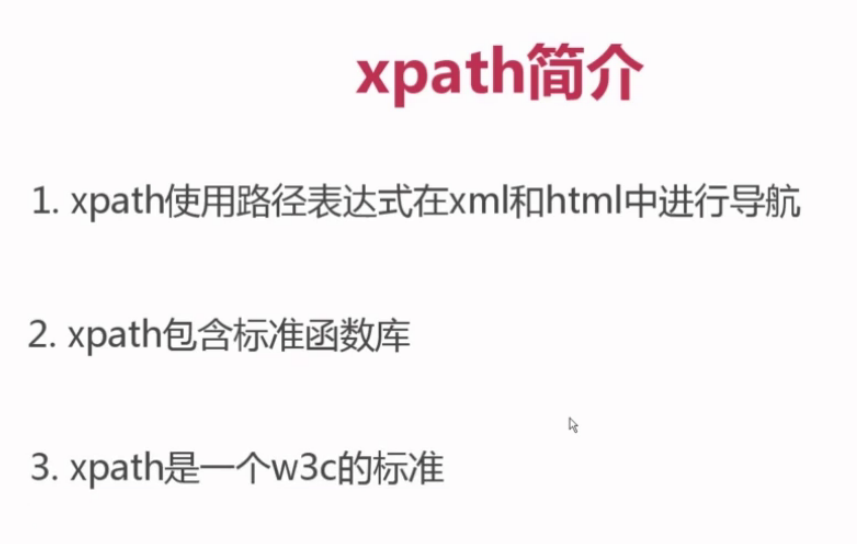 xpath简介
1. xpath使用路径表达式在xml和html中进行导航
2. xpath包含标准函数库
3. xpath是一个w3c的标准